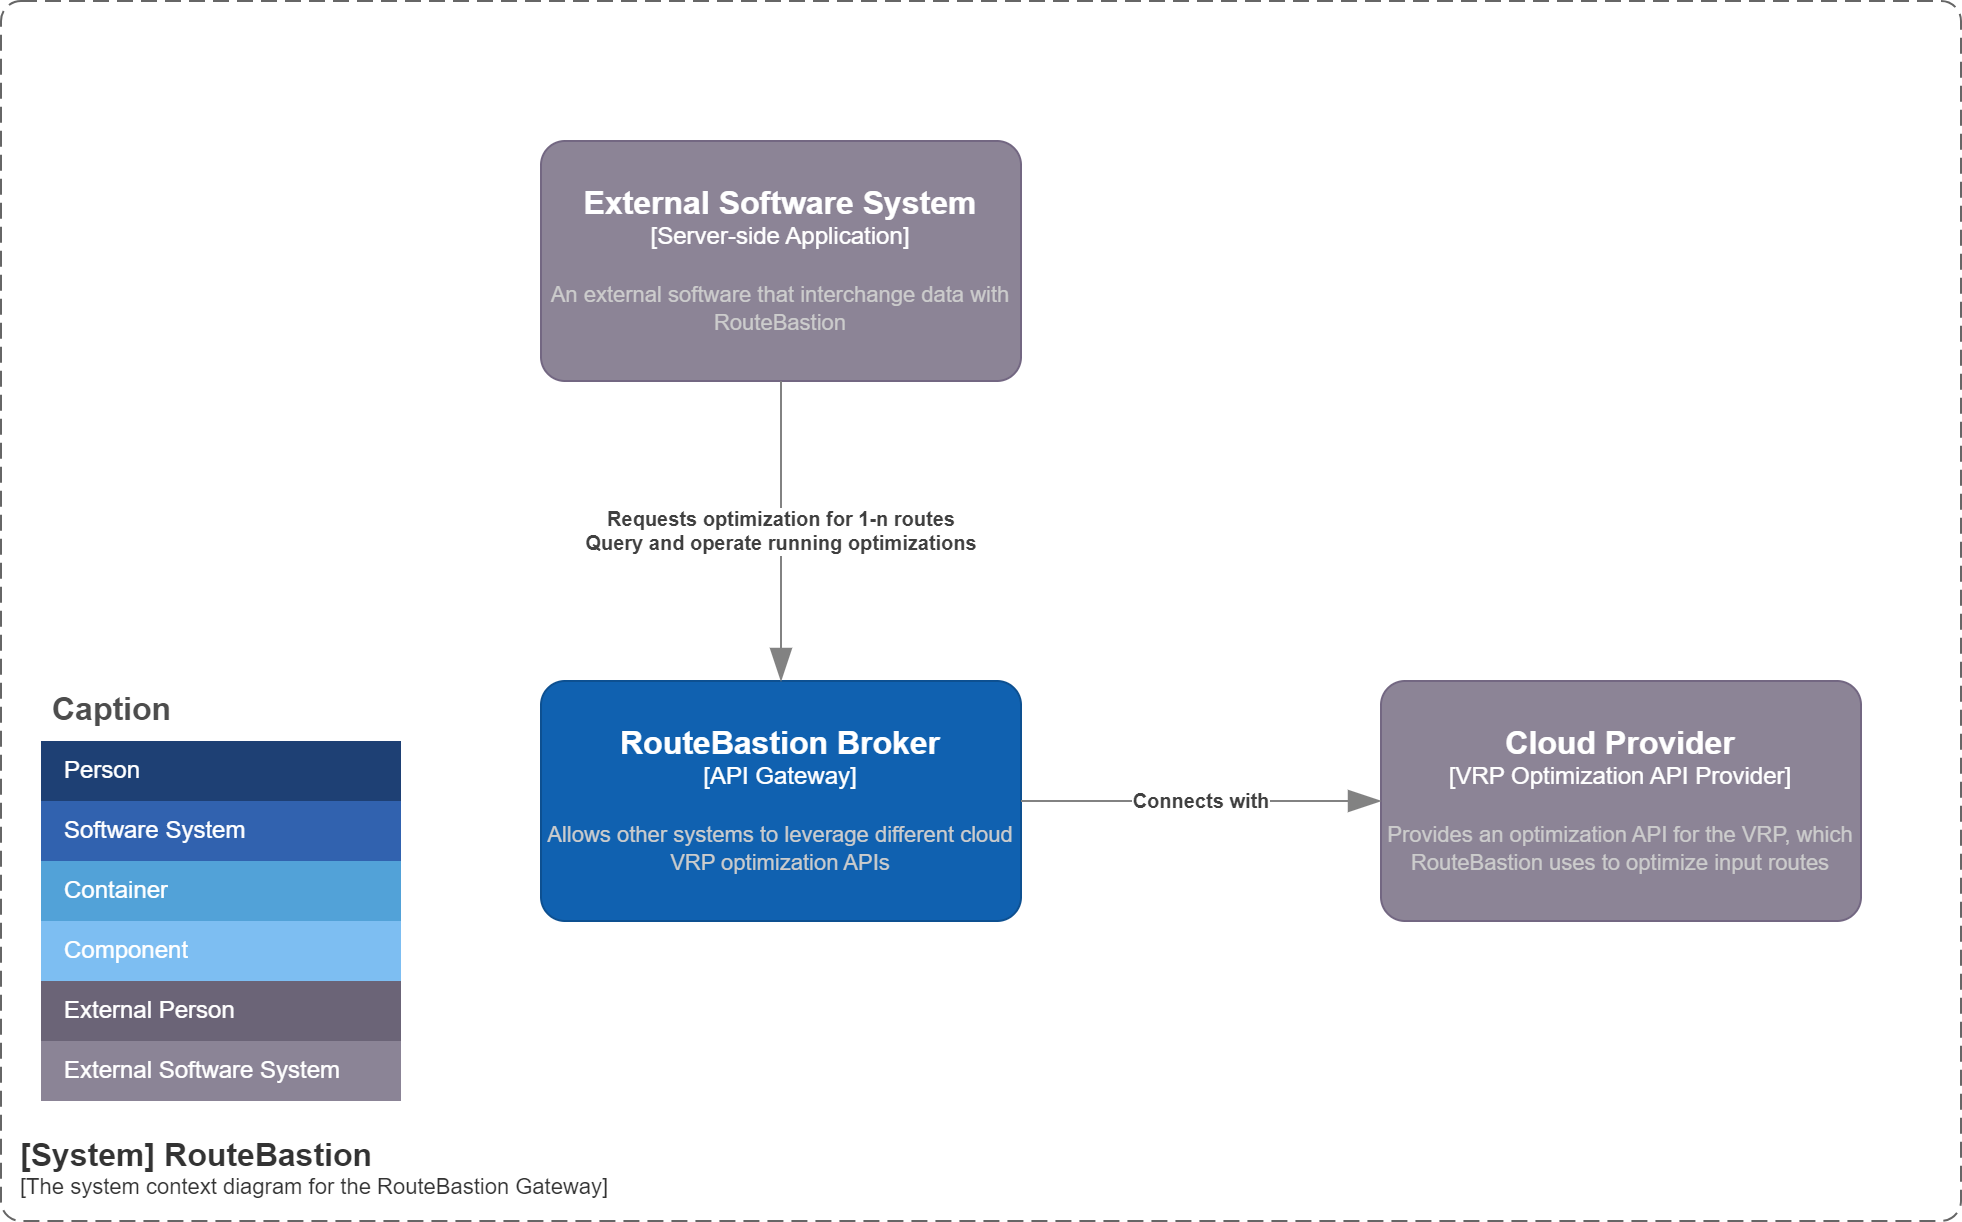 External Software System
[Server-side Application]
An external software that interchange data with
RouteBastion
Requests optimization for 1-n routes
Query and operate running optimizations
RouteBastion Broker
[API Gateway]
Allows other systems to leverage different cloud
VRP optimization APIs
Connects with
Cloud Provider
[VRP Optimization API Provider]
Provides an optimization API for the VRP, which
RouteBastion uses to optimize input routes
Caption
Person
Software System
Container
Component
External Person
External Software System
[System] RouteBastion
[The system context diagram for the RouteBastion Gateway]